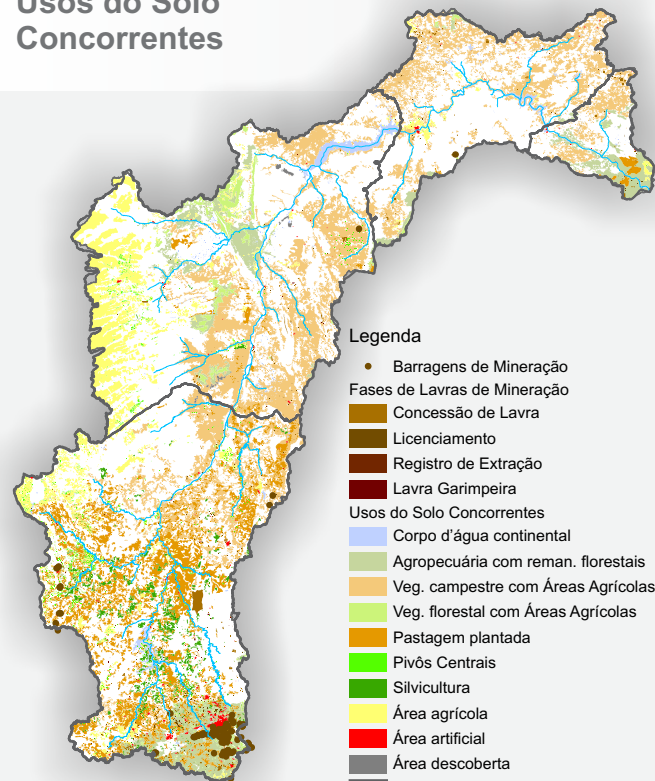 Usos do Solo
Concorrentes
Legenda
Barragens de Mineração
Fases de Lavras de Mineração
Concessão de Lavra
Licenciamento
Registro de Extração
Lavra Garimpeira
Usos do Solo Concorrentes
Corpo d'água continental
Agropecuária com reman. florestais
Veg. campestre com Áreas Agrícolas
Veg. florestal com Áreas Agrícolas
Pastagem plantada
Pivôs Centrais
Silvicultura
Área agrícola
Área artificial
Área descoberta